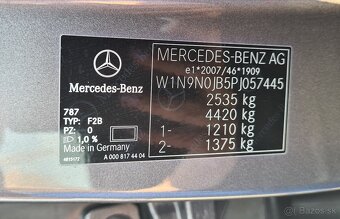 MERCEDES-BENZ AG
e1*2007/46*1909
W1N9N0JB5PJ057445
2535 kg
4420 kg
1- 1210 kg
2- 1375 kg
Mercedes-Benz
787
TYP: F2B
PZ: 0
1,0 %
Made in Germany
A 000 817 44 04
bazos.sk